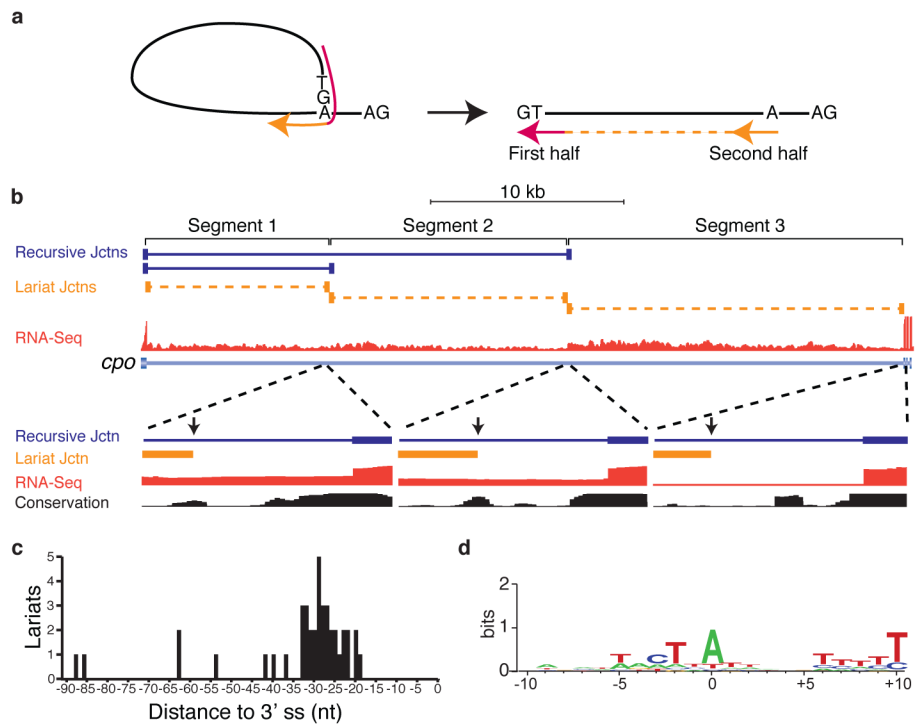 a
T
G
A
AG
GT
A
AG
First half
Second half
b
10 kb
Segment 1
Segment 2
Segment 3
Recursive Jctns
Lariat Jctns
RNA-Seq
cpo
Recursive Jctn
Lariat Jctn
RNA-Seq
Conservation
c
5
4
3
2
1
0
Lariats
-90-85-80-75-70-65-60-55-50-45-40-35-30-25-20-15-10 -5 0
Distance to 3' ss (nt)
d
2
1
0
bits
T C T A T T T T T C
-10 -5 0 +5 +10